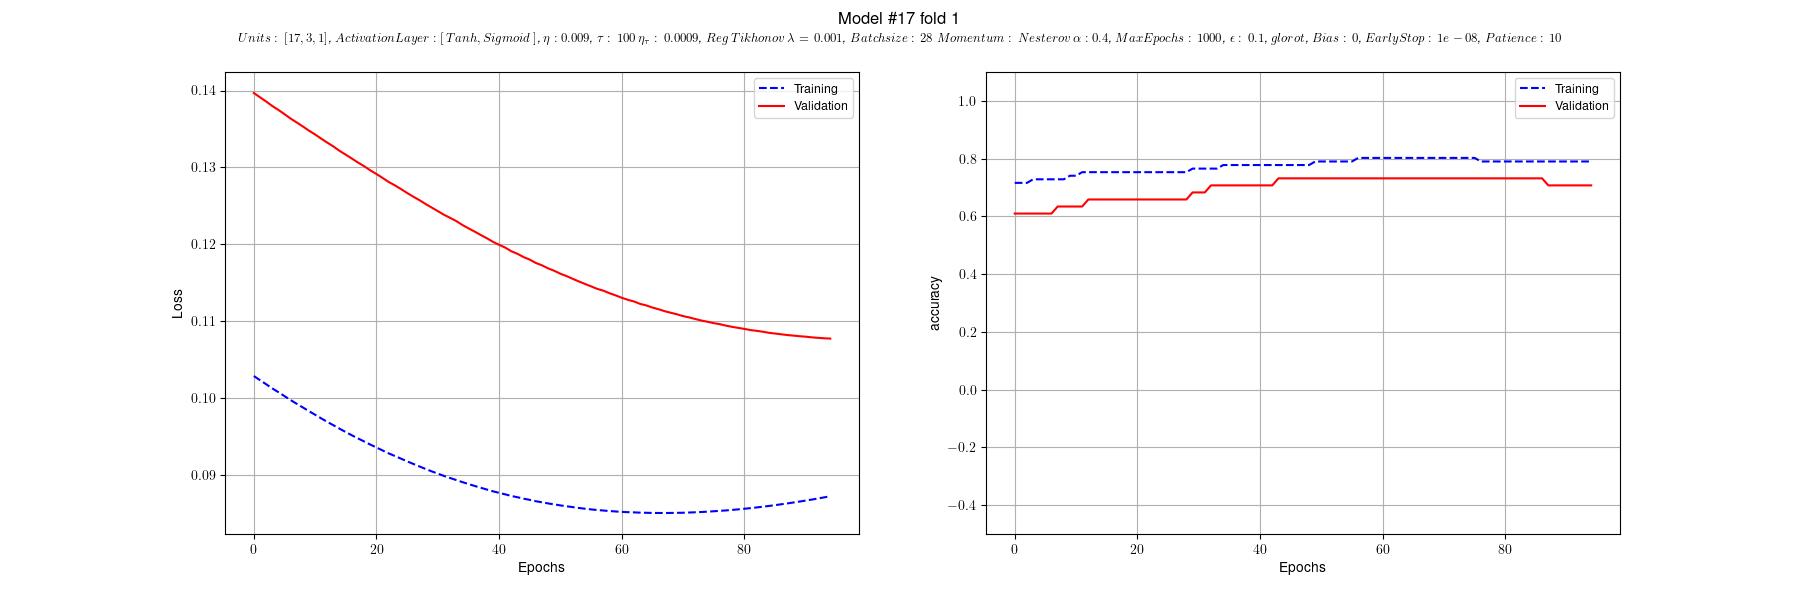 Model #17 fold 1
Units : [17, 3, 1], ActivationLayer : [Tanh, Sigmoid ], η : 0.009, τ : 100 ητ : 0.0009, Reg Tikhonov λ = 0.001, Batchsize : 28 Momentum : Nesterov α : 0.4, MaxEpochs : 1000, ϵ : 0.1, glorot, Bias : 0, EarlyStop : 1e − 08, Patience : 10
Training
Validation
0.14
0.13
0.12
0.11
0.10
0.09
Loss
0 20 40 60 80
Epochs
Training
Validation
1.0
0.8
0.6
0.4
0.2
0.0
−0.2
−0.4
accuracy
0 20 40 60 80
Epochs